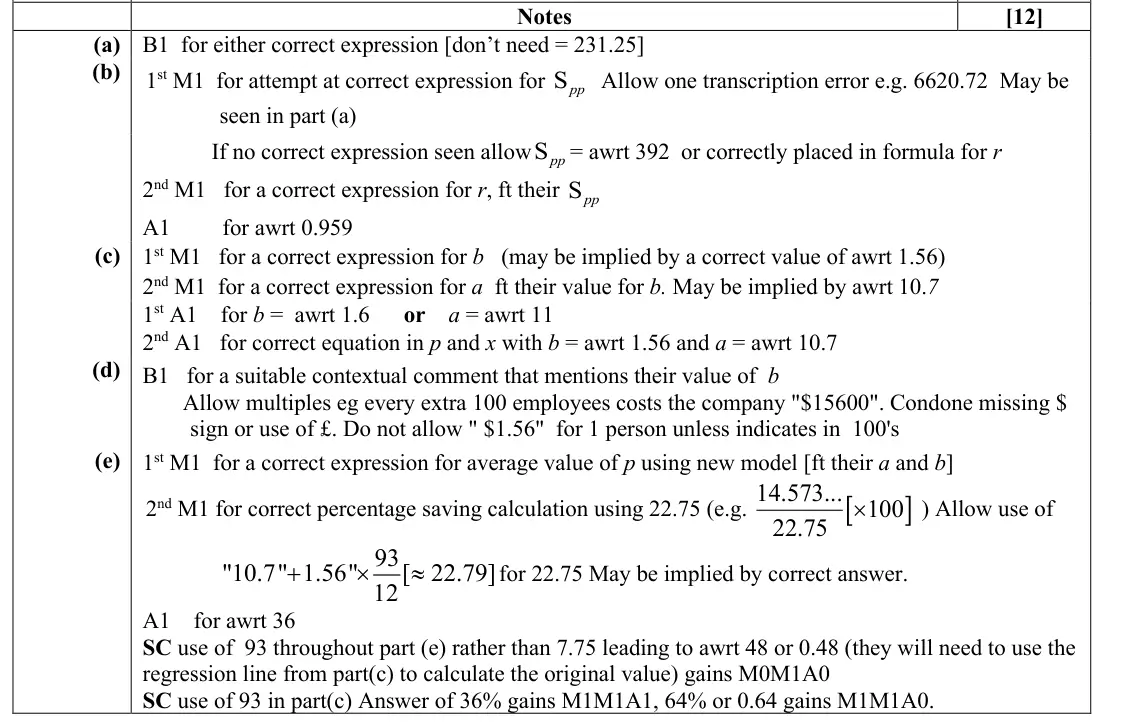 Notes [12]
(a) B1 for either correct expression [don’t need = 231.25]
(b) 1st M1 for attempt at correct expression for Spp Allow one transcription error e.g. 6620.72 May be
seen in part (a)
If no correct expression seen allow Spp = awrt 392 or correctly placed in formula for r
2nd M1 for a correct expression for r, ft their Spp
A1 for awrt 0.959
(c) 1st M1 for a correct expression for b (may be implied by a correct value of awrt 1.56)
2nd M1 for a correct expression for a ft their value for b. May be implied by awrt 10.7
1st A1 for b = awrt 1.6 or a = awrt 11
2nd A1 for correct equation in p and x with b = awrt 1.56 and a = awrt 10.7
(d) B1 for a suitable contextual comment that mentions their value of b
Allow multiples eg every extra 100 employees costs the company "$15600". Condone missing $
sign or use of £. Do not allow " $1.56" for 1 person unless indicates in 100's
(e) 1st M1 for a correct expression for average value of p using new model [ft their a and b]
2nd M1 for correct percentage saving calculation using 22.75 (e.g. 14.573.../22.75 [×100] ) Allow use of
"10.7"+1.56"× 93/12 [≈ 22.79] for 22.75 May be implied by correct answer.
A1 for awrt 36
SC use of 93 throughout part (e) rather than 7.75 leading to awrt 48 or 0.48 (they will need to use the
regression line from part(c) to calculate the original value) gains M0M1A0
SC use of 93 in part(c) Answer of 36% gains M1M1A1, 64% or 0.64 gains M1M1A0.